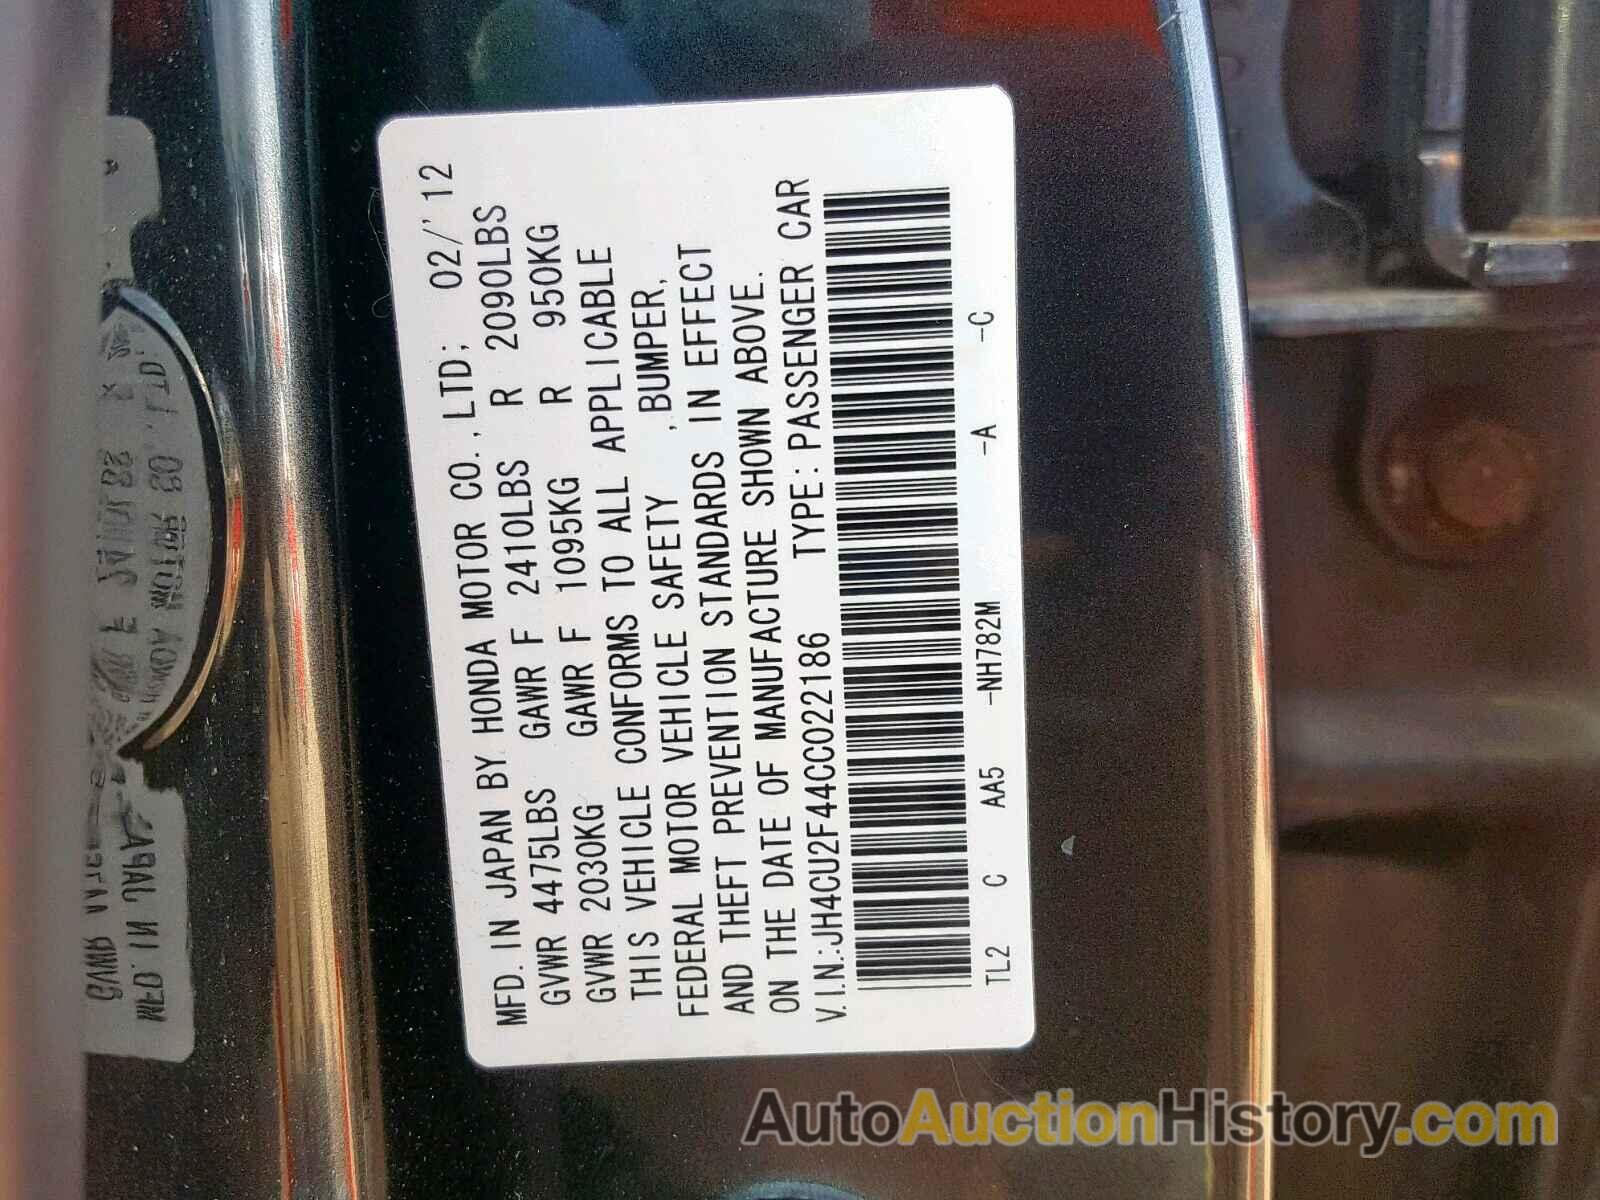 MFD. IN JAPAN BY HONDA MOTOR CO., LTD; 02/'12
GVWR 4475LBS GAWR F 2410LBS R 2090LBS
GVWR 2030KG GAWR F 1095KG R 950KG
THIS VEHICLE CONFORMS TO ALL APPLICABLE
FEDERAL MOTOR VEHICLE SAFETY ,BUMPER,
AND THEFT PREVENTION STANDARDS IN EFFECT
ON THE DATE OF MANUFACTURE SHOWN ABOVE.
V.I.N.:JH4CU2F44CC022186 TYPE:PASSENGER CAR
TL2 C AA5 -NH782M -A -C
AutoAuctionHistory.com